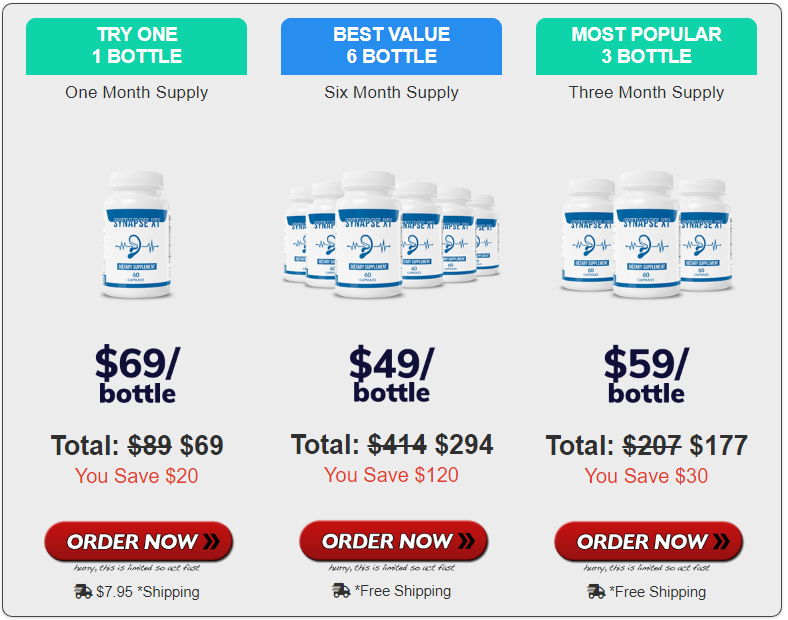 TRY ONE
1 BOTTLE
One Month Supply
SYNAPSE XT
DIETARY SUPPLEMENT
60
CAPSULES
$69/
bottle
Total: $89 $69
You Save $20
ORDER NOW
hurry, this is limited so act fast
$7.95 *Shipping
BEST VALUE
6 BOTTLE
Six Month Supply
SYNAPSE XT
DIETARY SUPPLEMENT
60
CAPSULES
$49/
bottle
Total: $414 $294
You Save $120
ORDER NOW
hurry, this is limited so act fast
*Free Shipping
MOST POPULAR
3 BOTTLE
Three Month Supply
SYNAPSE XT
DIETARY SUPPLEMENT
60
CAPSULES
$59/
bottle
Total: $207 $177
You Save $30
ORDER NOW
hurry, this is limited so act fast
*Free Shipping